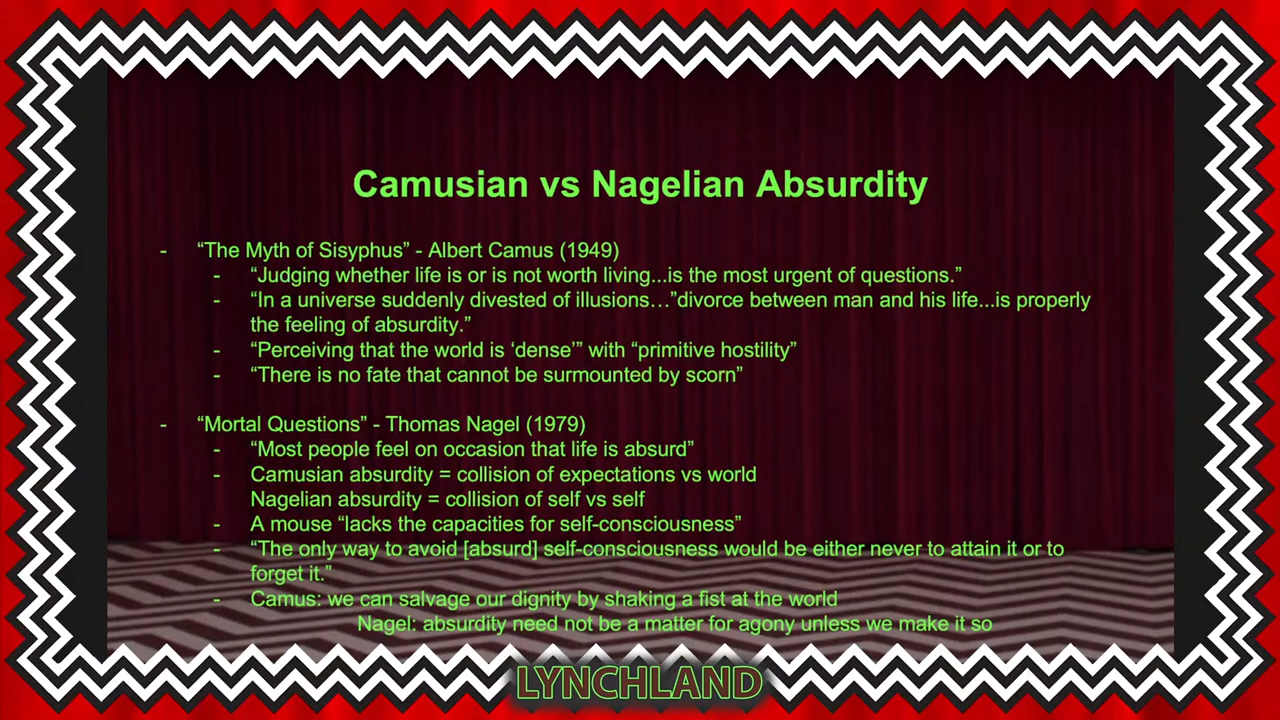 Camusian vs Nagelian Absurdity
- “The Myth of Sisyphus” - Albert Camus (1949)
- “Judging whether life is or is not worth living...is the most urgent of questions.”
- “In a universe suddenly divested of illusions…”divorce between man and his life...is properly
the feeling of absurdity.”
- “Perceiving that the world is ‘dense’” with “primitive hostility”
- “There is no fate that cannot be surmounted by scorn”
- “Mortal Questions” - Thomas Nagel (1979)
- “Most people feel on occasion that life is absurd”
- Camusian absurdity = collision of expectations vs world
Nagelian absurdity = collision of self vs self
- A mouse “lacks the capacities for self-consciousness”
- “The only way to avoid [absurd] self-consciousness would be either never to attain it or to
forget it.”
- Camus: we can salvage our dignity by shaking a fist at the world
Nagel: absurdity need not be a matter for agony unless we make it so
LYNCHLAND